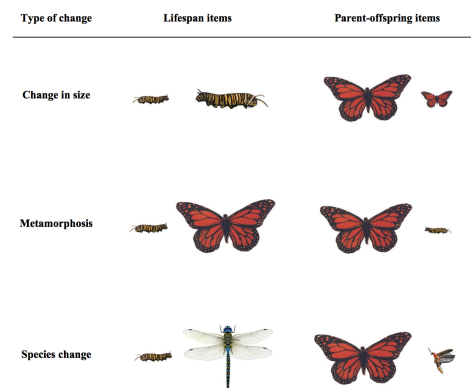 Type of change Lifespan items Parent-offspring items
Change in size
Metamorphosis
Species change